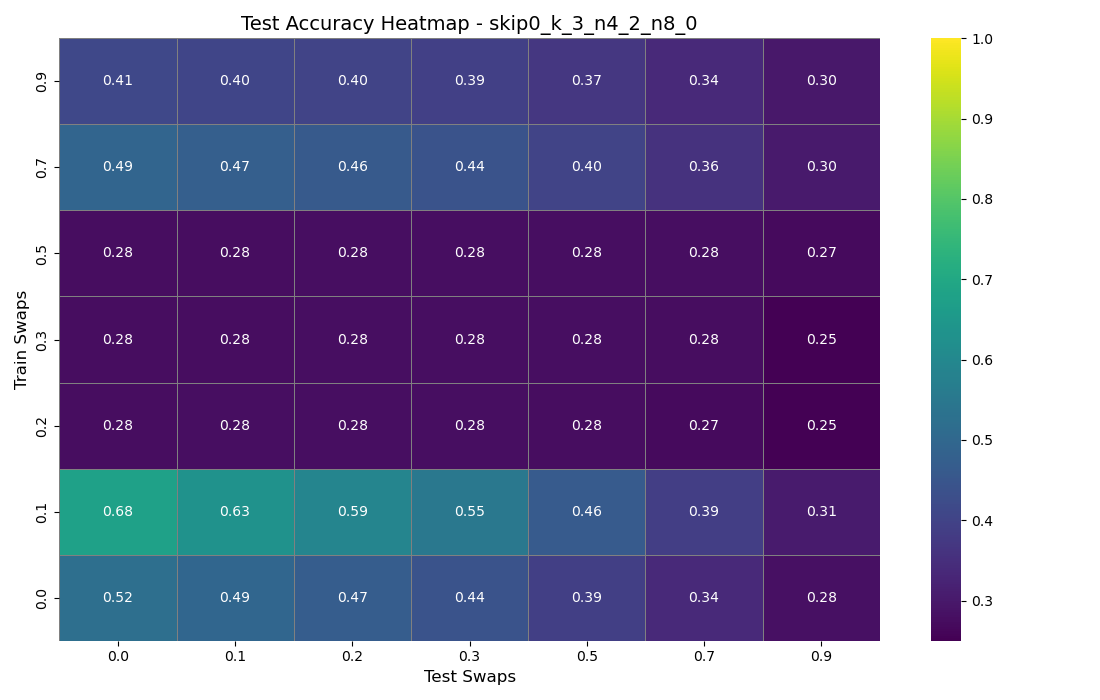 Test Accuracy Heatmap - skip0_k_3_n4_2_n8_0
Train Swaps
0.9 0.41 0.40 0.40 0.39 0.37 0.34 0.30
0.7 0.49 0.47 0.46 0.44 0.40 0.36 0.30
0.5 0.28 0.28 0.28 0.28 0.28 0.28 0.27
0.3 0.28 0.28 0.28 0.28 0.28 0.28 0.25
0.2 0.28 0.28 0.28 0.28 0.28 0.27 0.25
0.1 0.68 0.63 0.59 0.55 0.46 0.39 0.31
0.0 0.52 0.49 0.47 0.44 0.39 0.34 0.28
0.0 0.1 0.2 0.3 0.5 0.7 0.9
Test Swaps
1.0
0.9
0.8
0.7
0.6
0.5
0.4
0.3